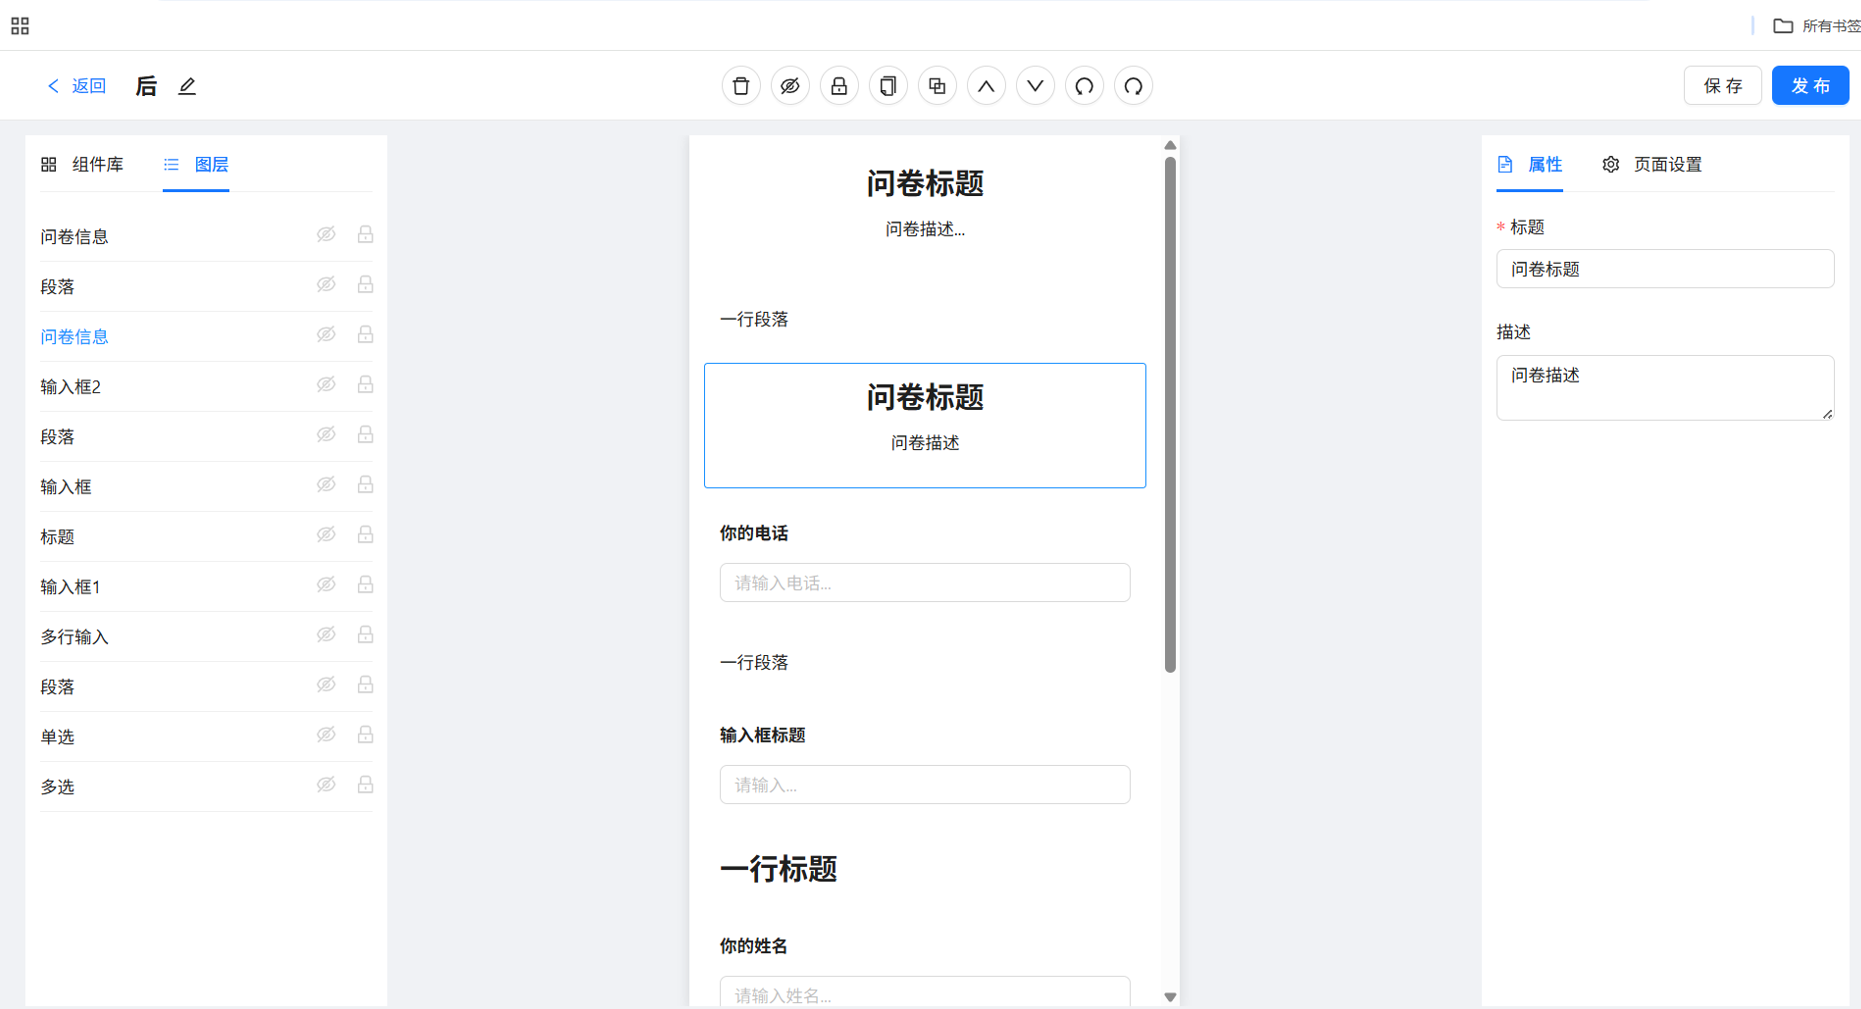 所有书签
返回 后 保 存 发 布
组件库 图层
问卷信息
段落
问卷信息
输入框2
段落
输入框
标题
输入框1
多行输入
段落
单选
多选
问卷标题
问卷描述...
一行段落
问卷标题
问卷描述
你的电话
请输入电话...
一行段落
输入框标题
请输入...
一行标题
你的姓名
请输入姓名...
属性 页面设置
* 标题
问卷标题
描述
问卷描述